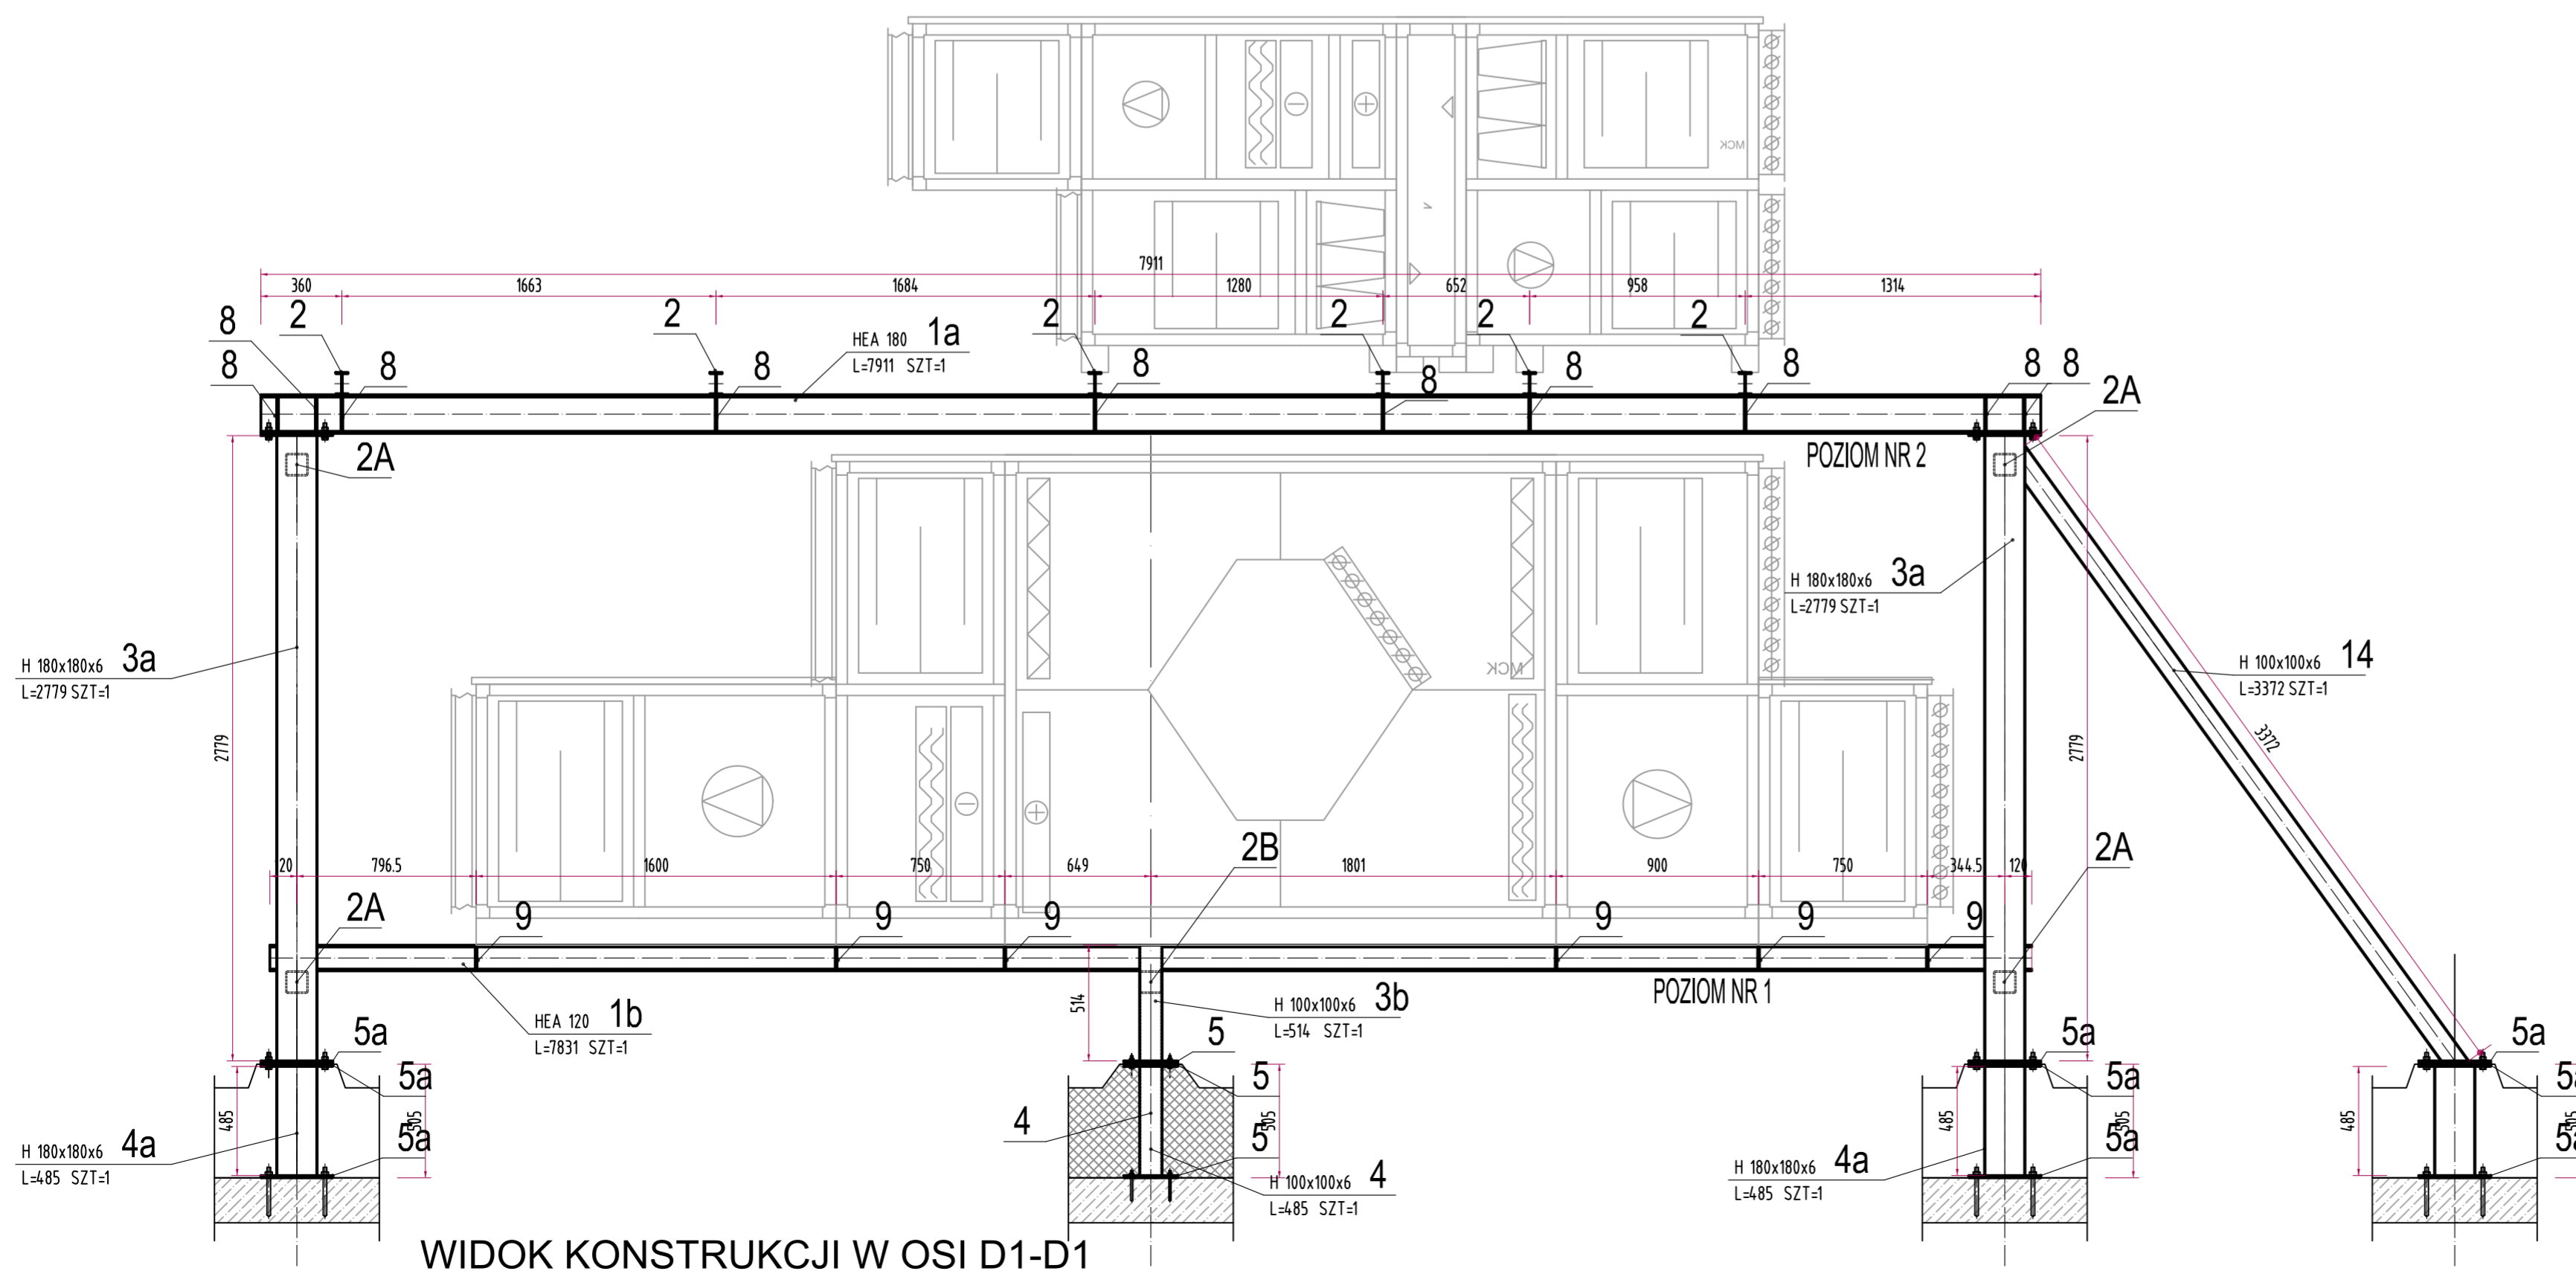 MCK
7911
360 1663 1684 1280 652 958 1314
8 2 2 HEA 180 1a 2 2 2 2
L=7911 SZT=1
8 8 8 8 8 8 8 8 8
2A
2A
POZIOM NR 2
H 180x180x6 3a
L=2779 SZT=1
H 180x180x6 3a
L=2779 SZT=1
MCK
H 100x100x6 14
L=3372 SZT=1
2779
2779
3372
2B
2A
120 796.5 1600 750 649 1801 900 750 344.5 120
2A
9 9 9 9 9 9
POZIOM NR 1
514
H 100x100x6 3b
L=514 SZT=1
HEA 120 1b
L=7831 SZT=1
5a 5 5a 5a
5a 5 5a
485 505 505 485 505 485
4
5a 5 5a
H 180x180x6 4a
L=485 SZT=1
H 100x100x6 4
L=485 SZT=1
H 180x180x6 4a
L=485 SZT=1
WIDOK KONSTRUKCJI W OSI D1-D1